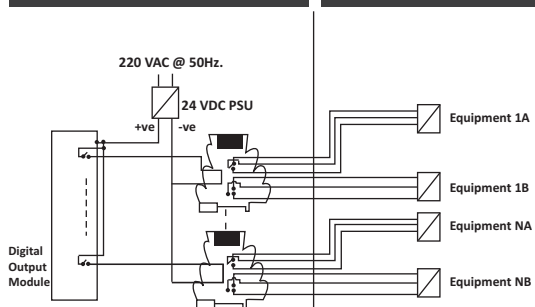 220 VAC @ 50Hz.
24 VDC PSU
+ve -ve
Equipment 1A
Equipment 1B
Equipment NA
Equipment NB
Digital
Output
Module